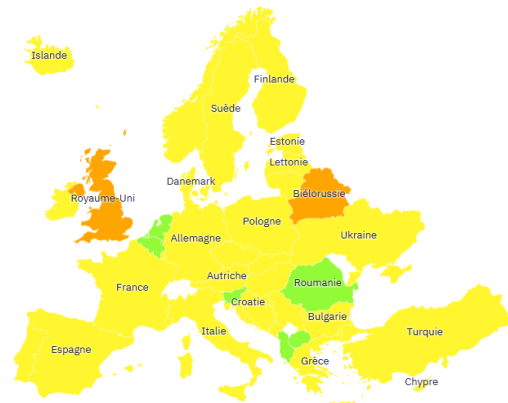 Islande
Finlande
Suède
Estonie
Lettonie
Danemark
Biélorussie
Royaume-Uni
Pologne
Ukraine
Allemagne
Autriche
Roumanie
France
Croatie
Bulgarie
Italie
Turquie
Espagne
Grèce
Chypre